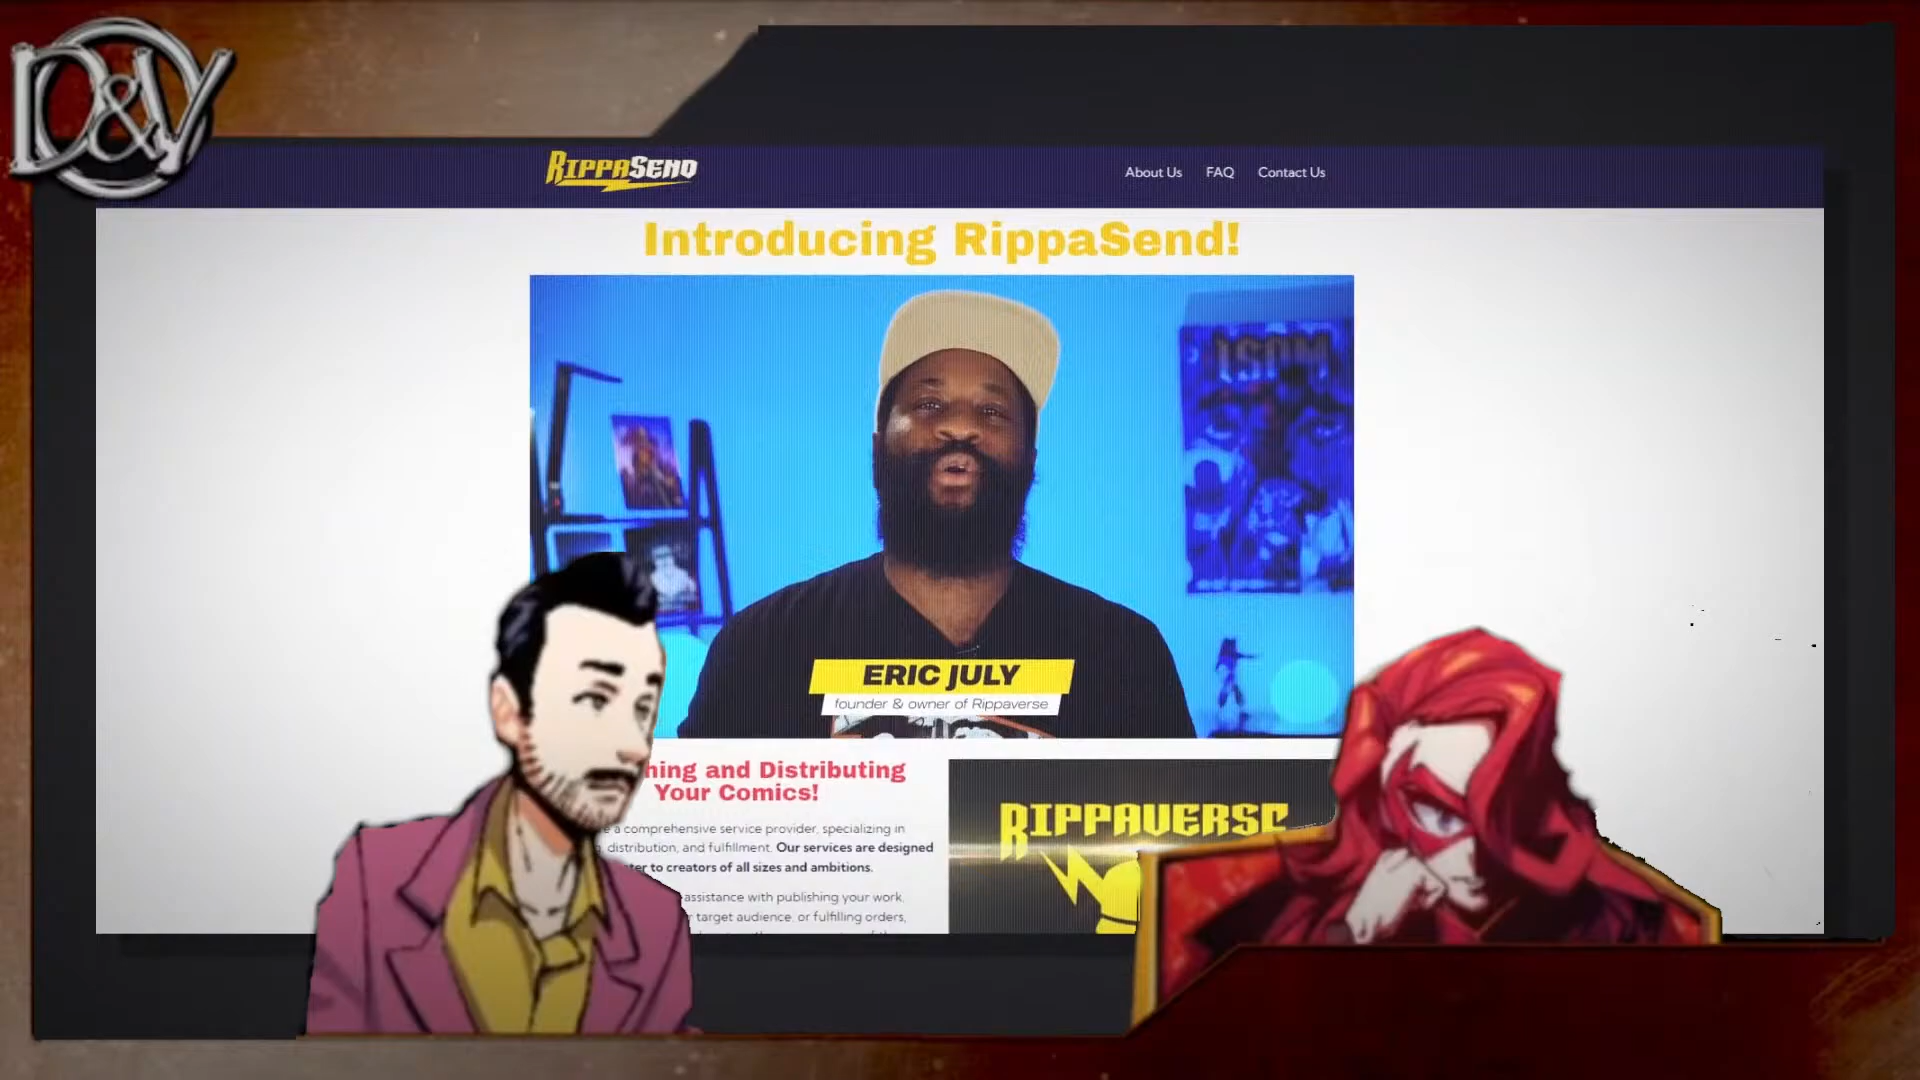 D&V
RIPPASEND
About Us
FAQ
Contact Us
Introducing RippaSend!
ISOM
ERIC JULY
founder & owner of Rippaverse
hing and Distributing
Your Comics!
a comprehensive service provider, specializing in
distribution, and fulfillment. Our services are designed
to creators of all sizes and ambitions.
assistance with publishing your work,
target audience, or fulfilling orders,
RIPPAVERSE